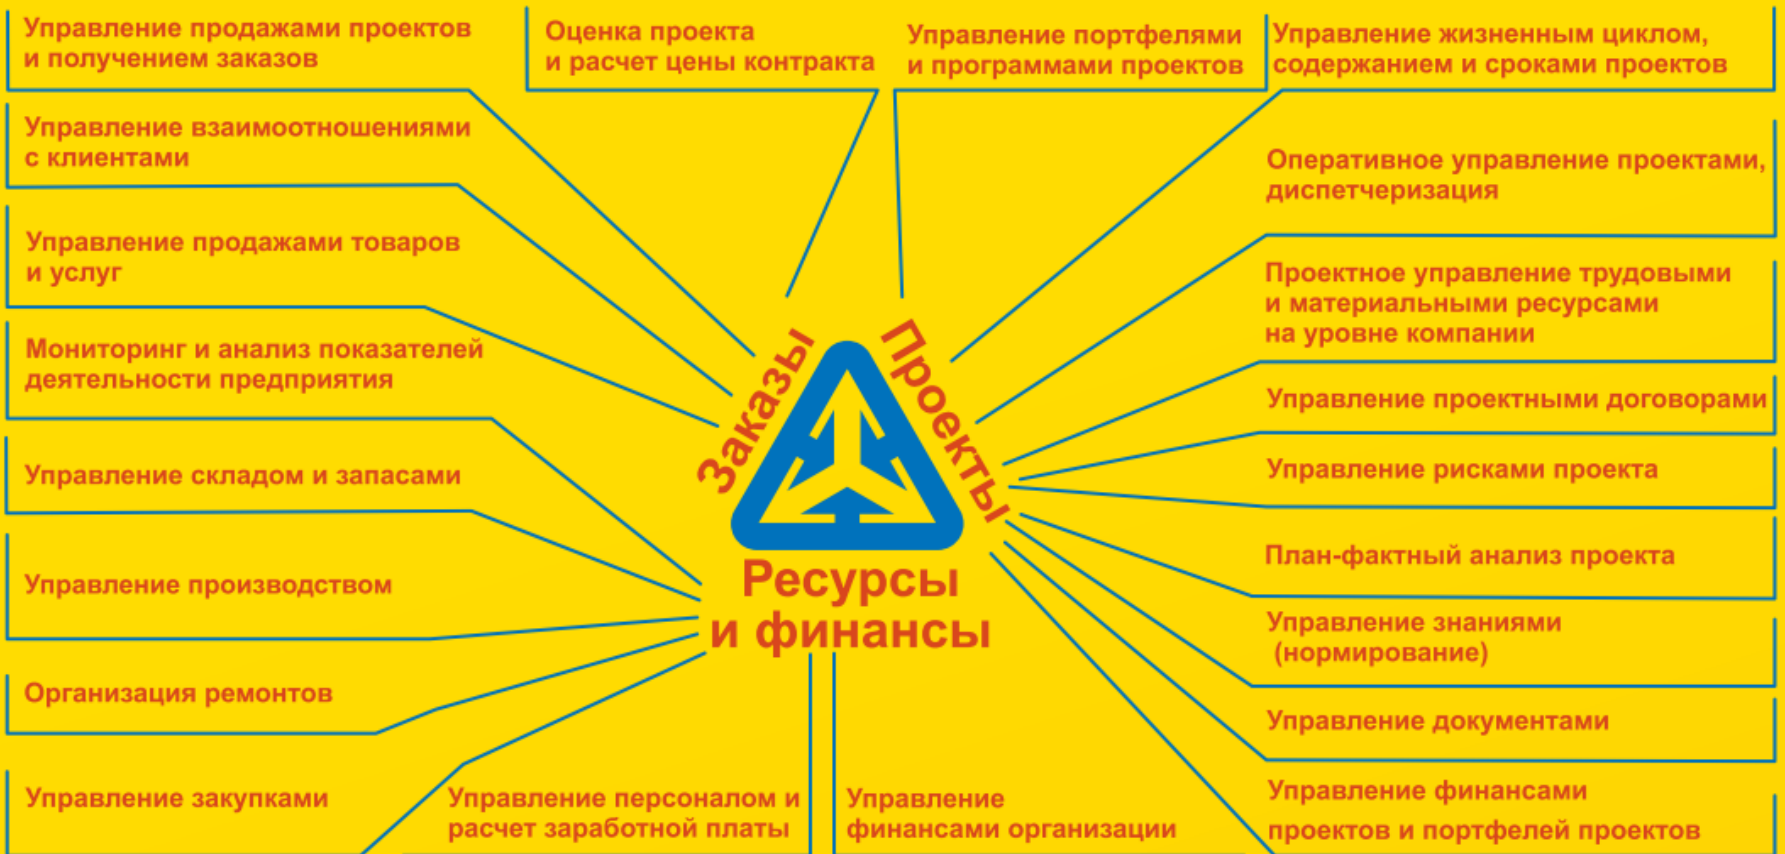 Управление продажами проектов
и получением заказов
Оценка проекта
и расчет цены контракта
Управление портфелями
и программами проектов
Управление жизненным циклом,
содержанием и сроками проектов
Управление взаимоотношениями
с клиентами
Оперативное управление проектами,
диспетчеризация
Управление продажами товаров
и услуг
Проектное управление трудовыми
и материальными ресурсами
на уровне компании
Мониторинг и анализ показателей
деятельности предприятия
Управление проектными договорами
Заказы
Проекты
Управление складом и запасами
Управление рисками проекта
План-фактный анализ проекта
Ресурсы
и финансы
Управление производством
Управление знаниями
(нормирование)
Организация ремонтов
Управление документами
Управление закупками
Управление персоналом и
расчет заработной платы
Управление
финансами организации
Управление финансами
проектов и портфелей проектов